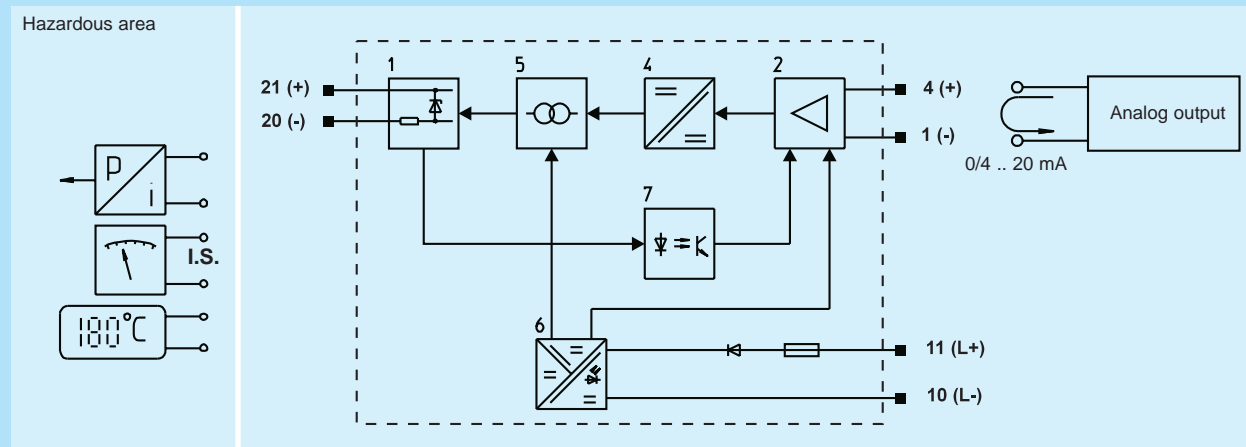 Hazardous area
1
5
4
2
21 (+)
20 (-)
4 (+)
1 (-)
Analog output
0/4 .. 20 mA
P
i
7
I.S.
180°C
6
11 (L+)
10 (L-)